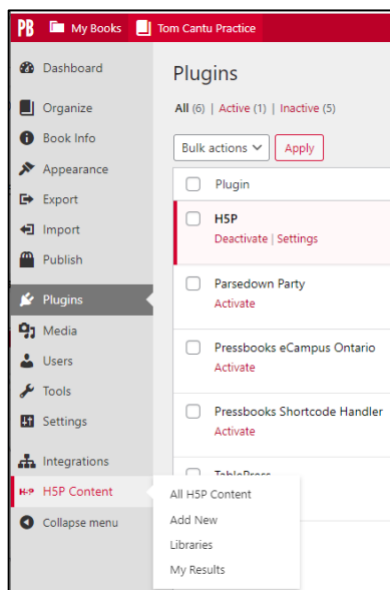 PB My Books Tom Cantu Practice
Dashboard
Organize
Book Info
Appearance
Export
Import
Publish
Plugins
Media
Users
Tools
Settings
Integrations
H-P H5P Content
Collapse menu
Plugins
All (6) | Active (1) | Inactive (5)
Bulk actions Apply
Plugin
H5P
Deactivate | Settings
Parsedown Party
Activate
Pressbooks eCampus Ontario
Activate
Pressbooks Shortcode Handler
Activate
TablePress
All H5P Content
Add New
Libraries
My Results